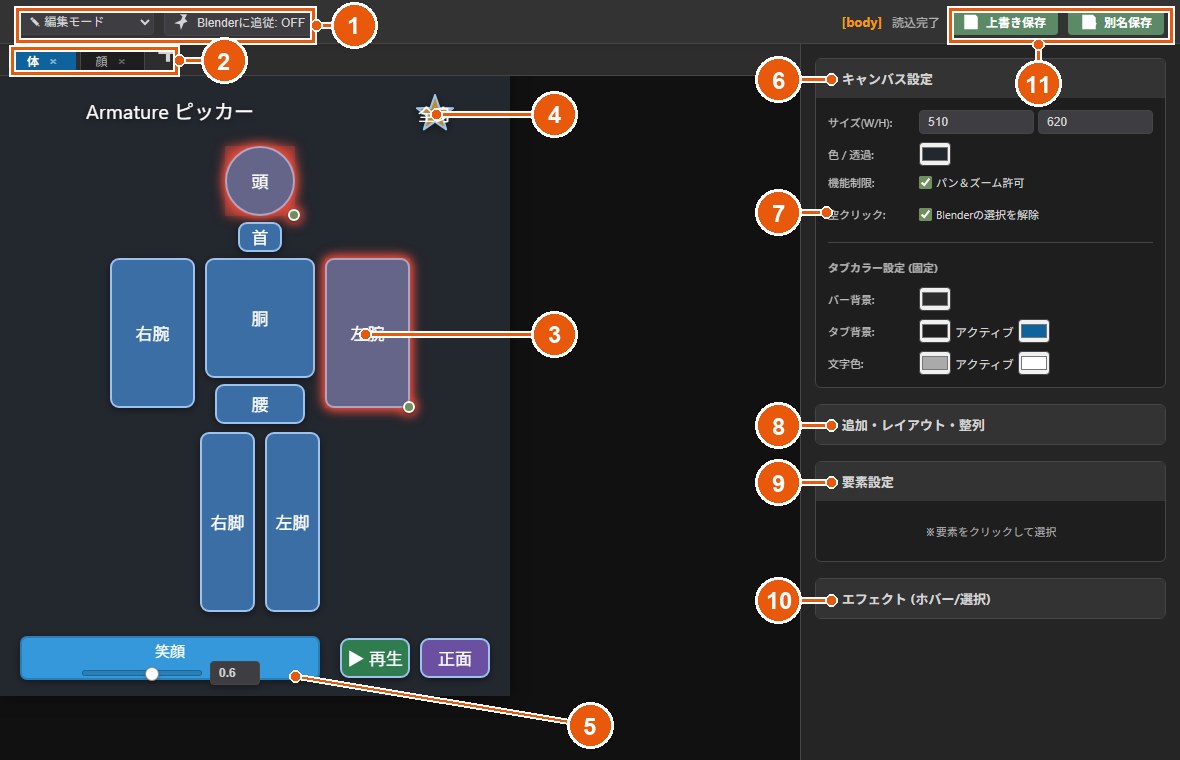 編集モード
Blenderに追従: OFF
1
[body] 読込完了
上書き保存
別名保存
体 ×
顔 ×
2
11
6
キャンバス設定
Armature ピッカー
4
サイズ(W/H): 510 620
色 / 透過:
頭
機能制限: パン＆ズーム許可
7
空クリック: Blenderの選択を解除
首
タブカラー設定 (固定)
バー背景:
右腕
胴
左腕
3
タブ背景: アクティブ
文字色: アクティブ
腰
8
追加・レイアウト・整列
9
要素設定
右脚
左脚
※要素をクリックして選択
10
エフェクト (ホバー/選択)
笑顔
0.6
▶ 再生
正面
5